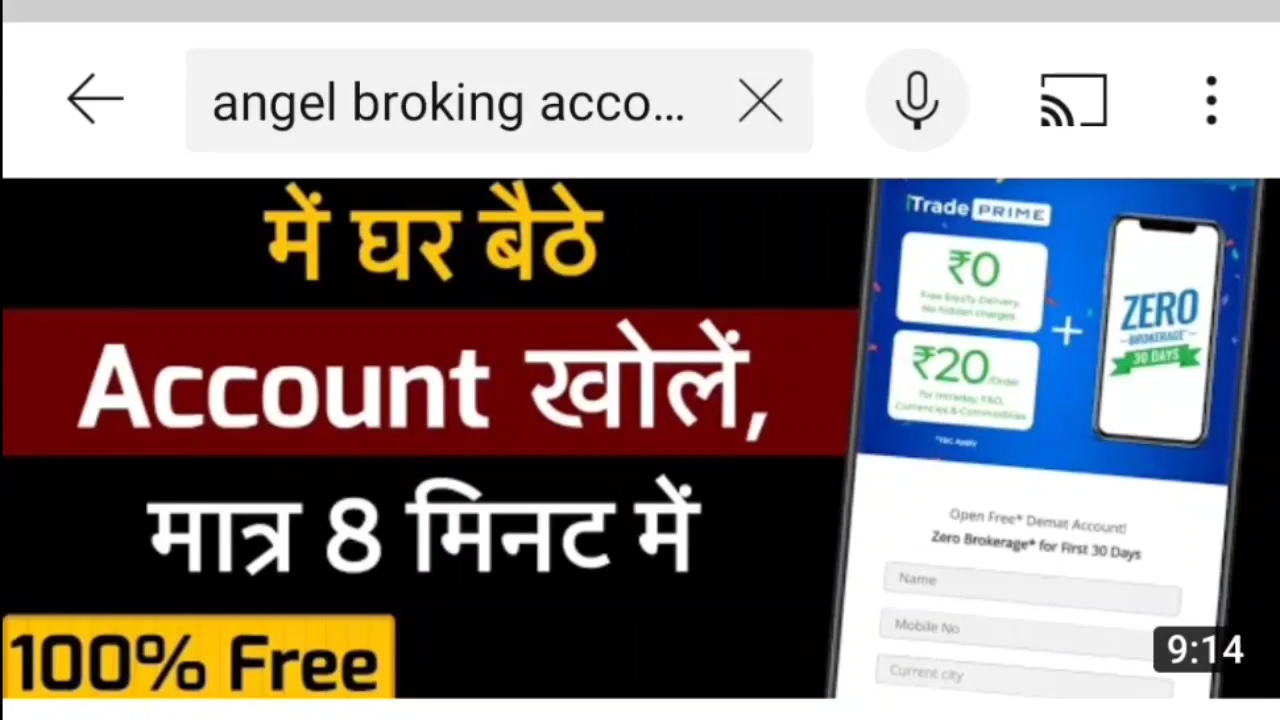 angel broking acco...
में घर बैठे
Account खोलें,
मात्र 8 मिनट में
100% Free
iTrade PRIME
₹0
Free Equity Delivery
No hidden charges
+
₹20 /Order
for Intraday, F&O,
Currencies & Commodities
*T&C Apply
ZERO
BROKERAGE*
30 DAYS
Open Free* Demat Account!
Zero Brokerage* for First 30 Days
Name
Mobile No
Current city
9:14